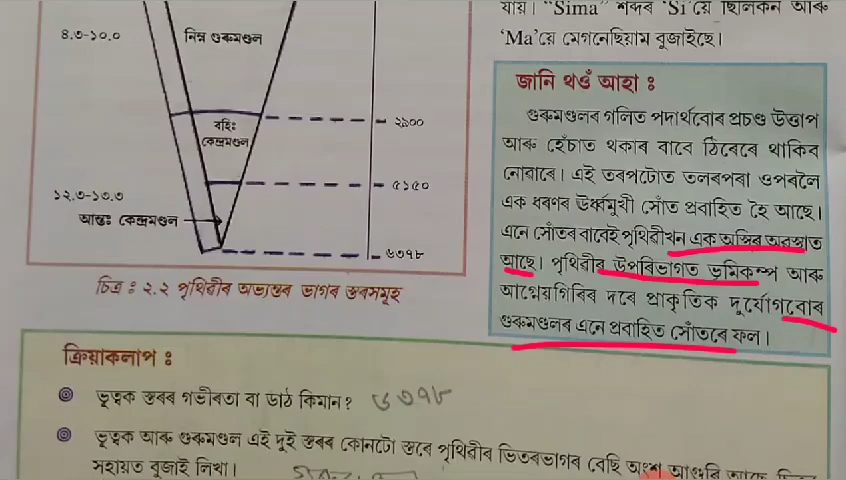 যায়। “Sima” শব্দৰ ‘Si’য়ে ছিলিকন আৰু
‘Ma’য়ে মেগনেছিয়াম বুজাইছে।
৪.৩-১০.০
নিম্ন গুৰুমণ্ডল
বহিঃ
কেন্দ্ৰমণ্ডল
২৯০০
৫১৫০
১২.৩-১৩.৩
আন্তঃ কেন্দ্ৰমণ্ডল
৬৩৭৮
চিত্ৰ ঃ ২.২ পৃথিৱীৰ অভ্যন্তৰ ভাগৰ স্তৰসমূহ
জানি থওঁ আহা ঃ
গুৰুমণ্ডলৰ গলিত পদাৰ্থবোৰ প্ৰচণ্ড উত্তাপ
আৰু হেঁচাত থকাৰ বাবে ঠিৰেৰে থাকিব
নোৱাৰে। এই তৰপটোত তলৰপৰা ওপৰলৈ
এক ধৰণৰ ঊৰ্ধ্বমুখী সোঁত প্ৰবাহিত হৈ আছে।
এনে সোঁতৰ বাবেই পৃথিৱীখন এক অস্থিৰ অৱস্থাত
আছে। পৃথিৱীৰ উপৰিভাগত ভূমিকম্প আৰু
আগ্নেয়গিৰিৰ দৰে প্ৰাকৃতিক দুৰ্যোগবোৰ
গুৰুমণ্ডলৰ এনে প্ৰবাহিত সোঁতৰে ফল।
ক্ৰিয়াকলাপ ঃ
ভূত্বক স্তৰৰ গভীৰতা বা ডাঠ কিমান? ৬৩৭৮
ভূত্বক আৰু গুৰুমণ্ডল এই দুই স্তৰৰ কোনটো স্তৰে পৃথিৱীৰ ভিতৰভাগৰ বেছি অংশ আগুৰি আছে
সহায়ত বুজাই লিখা।